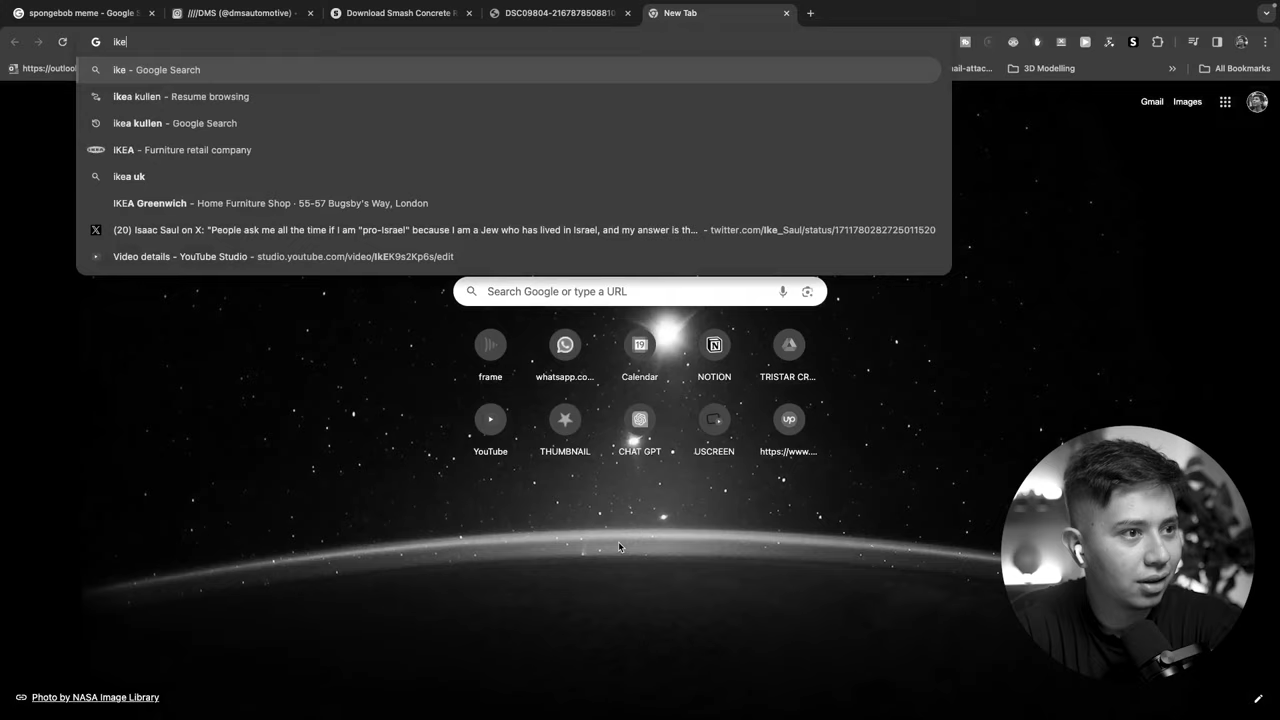 spongebob meme - Google S
////DMS (@dmsautomotive) ·
Download Smash Concrete R
DSC09804-2167878508810
New Tab
ike
https://outloo
ail-attac...
3D Modelling
All Bookmarks
ike - Google Search
ikea kullen - Resume browsing
ikea kullen - Google Search
IKEA - Furniture retail company
ikea uk
IKEA Greenwich - Home Furniture Shop · 55-57 Bugsby's Way, London
(20) Isaac Saul on X: "People ask me all the time if I am "pro-Israel" because I am a Jew who has lived in Israel, and my answer is th... - twitter.com/Ike_Saul/status/1711780282725011520
Video details - YouTube Studio - studio.youtube.com/video/IkEK9s2Kp6s/edit
Gmail Images
Search Google or type a URL
19
frame
whatsapp.co...
Calendar
NOTION
TRISTAR CR...
up
YouTube
THUMBNAIL
CHAT GPT
USCREEN
https://www....
Photo by NASA Image Library